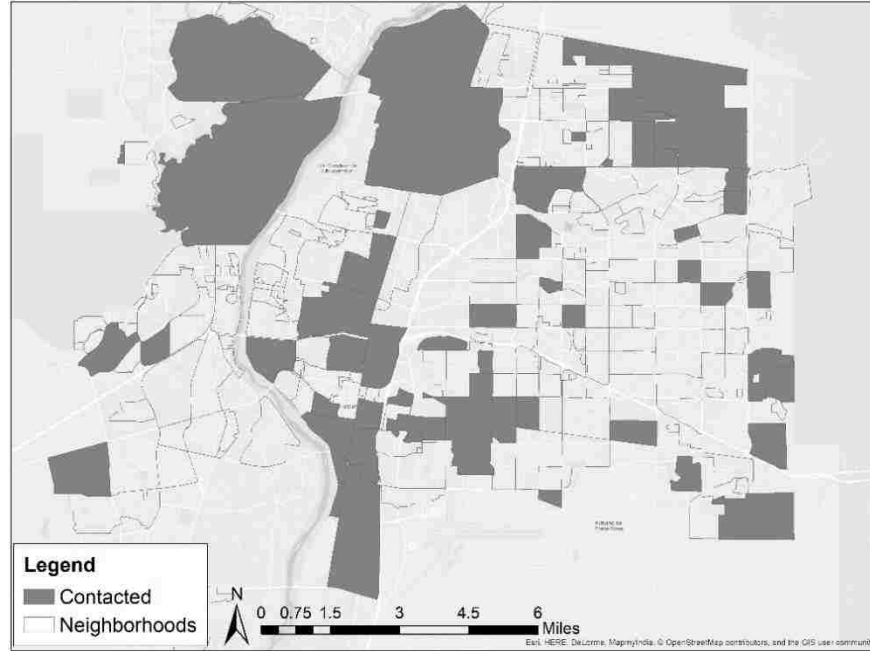 Legend
Contacted
Neighborhoods
N
0 0.75 1.5 3 4.5 6
Miles
Esri, HERE, DeLorme, MapmyIndia, © OpenStreetMap contributors, and the GIS user communit